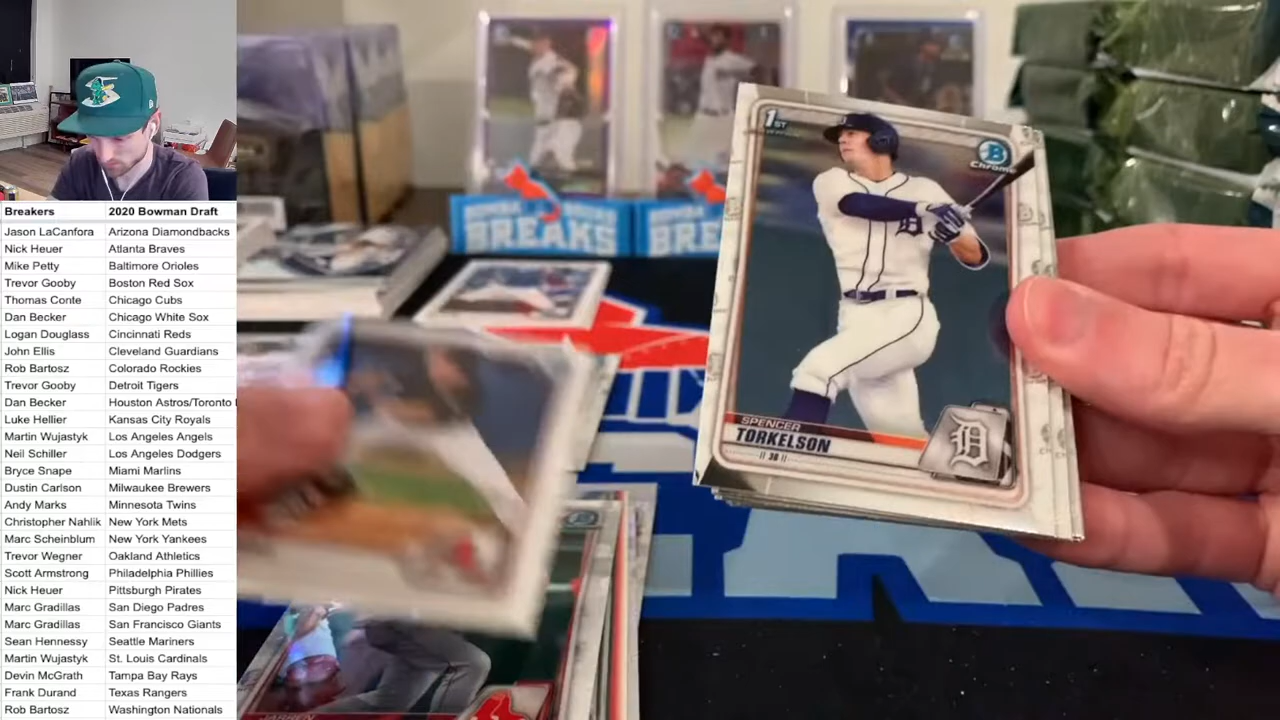 Breakers 2020 Bowman Draft
Jason LaCanfora Arizona Diamondbacks
Nick Heuer Atlanta Braves
Mike Petty Baltimore Orioles
Trevor Gooby Boston Red Sox
Thomas Conte Chicago Cubs
Dan Becker Chicago White Sox
Logan Douglass Cincinnati Reds
John Ellis Cleveland Guardians
Rob Bartosz Colorado Rockies
Trevor Gooby Detroit Tigers
Dan Becker Houston Astros/Toronto
Luke Hellier Kansas City Royals
Martin Wujastyk Los Angeles Angels
Neil Schiller Los Angeles Dodgers
Bryce Snape Miami Marlins
Dustin Carlson Milwaukee Brewers
Andy Marks Minnesota Twins
Christopher Nahlik New York Mets
Marc Scheinblum New York Yankees
Trevor Wegner Oakland Athletics
Scott Armstrong Philadelphia Phillies
Nick Heuer Pittsburgh Pirates
Marc Gradillas San Diego Padres
Marc Gradillas San Francisco Giants
Sean Hennessy Seattle Mariners
Martin Wujastyk St. Louis Cardinals
Devin McGrath Tampa Bay Rays
Frank Durand Texas Rangers
Rob Bartosz Washington Nationals
BREAKS
BRE
1ST
B
Chrome
D
SPENCER
TORKELSON
3B
D
JARREN